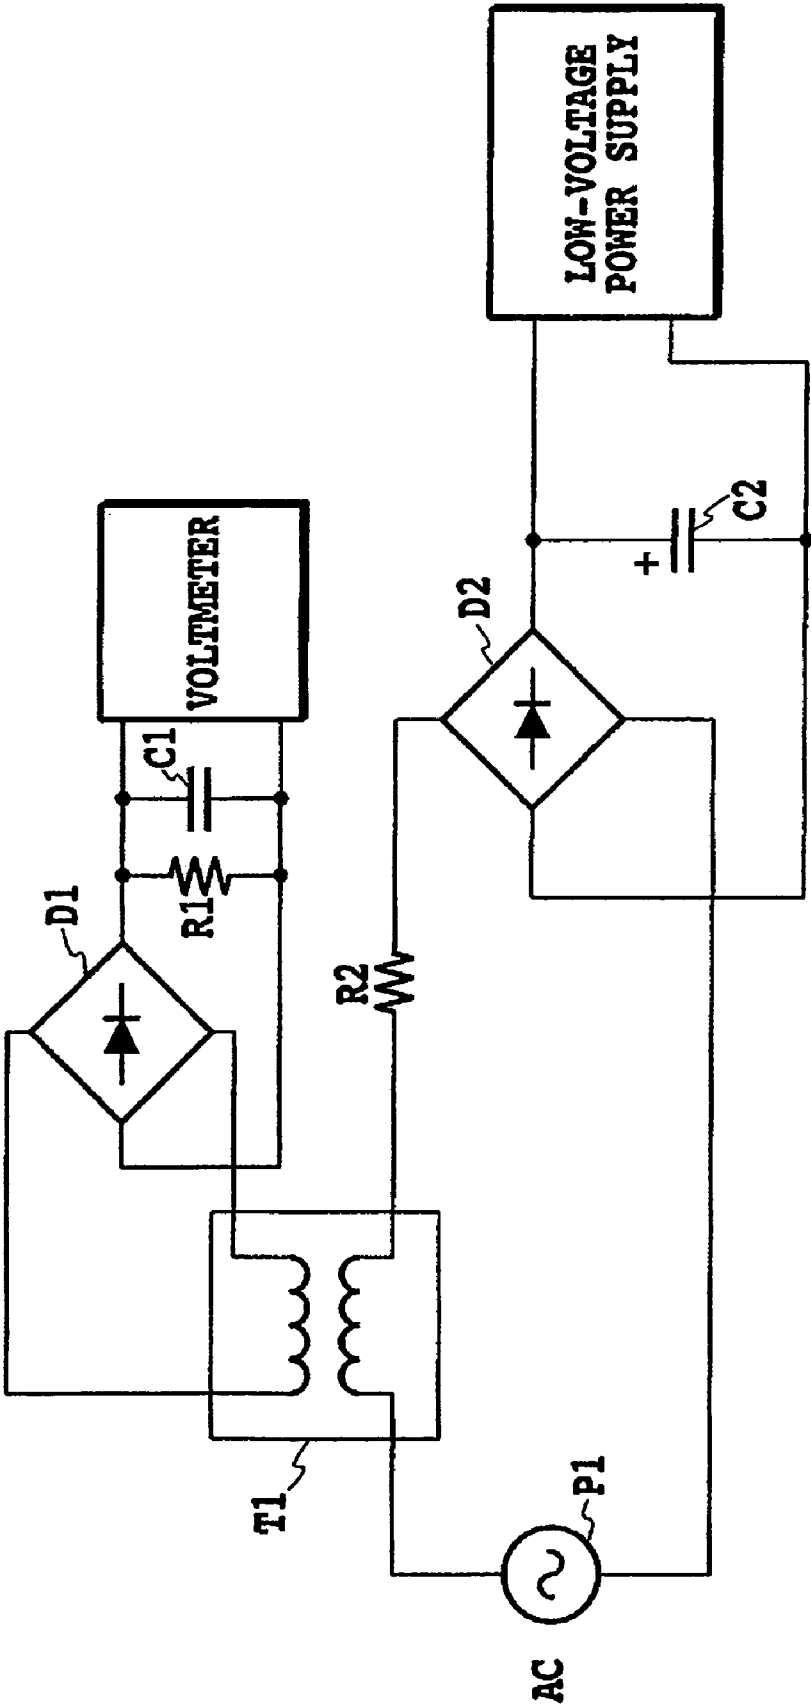 T1
D1
R1
C1
VOLTMETER
AC
P1
R2
D2
+
C2
LOW-VOLTAGE
POWER SUPPLY